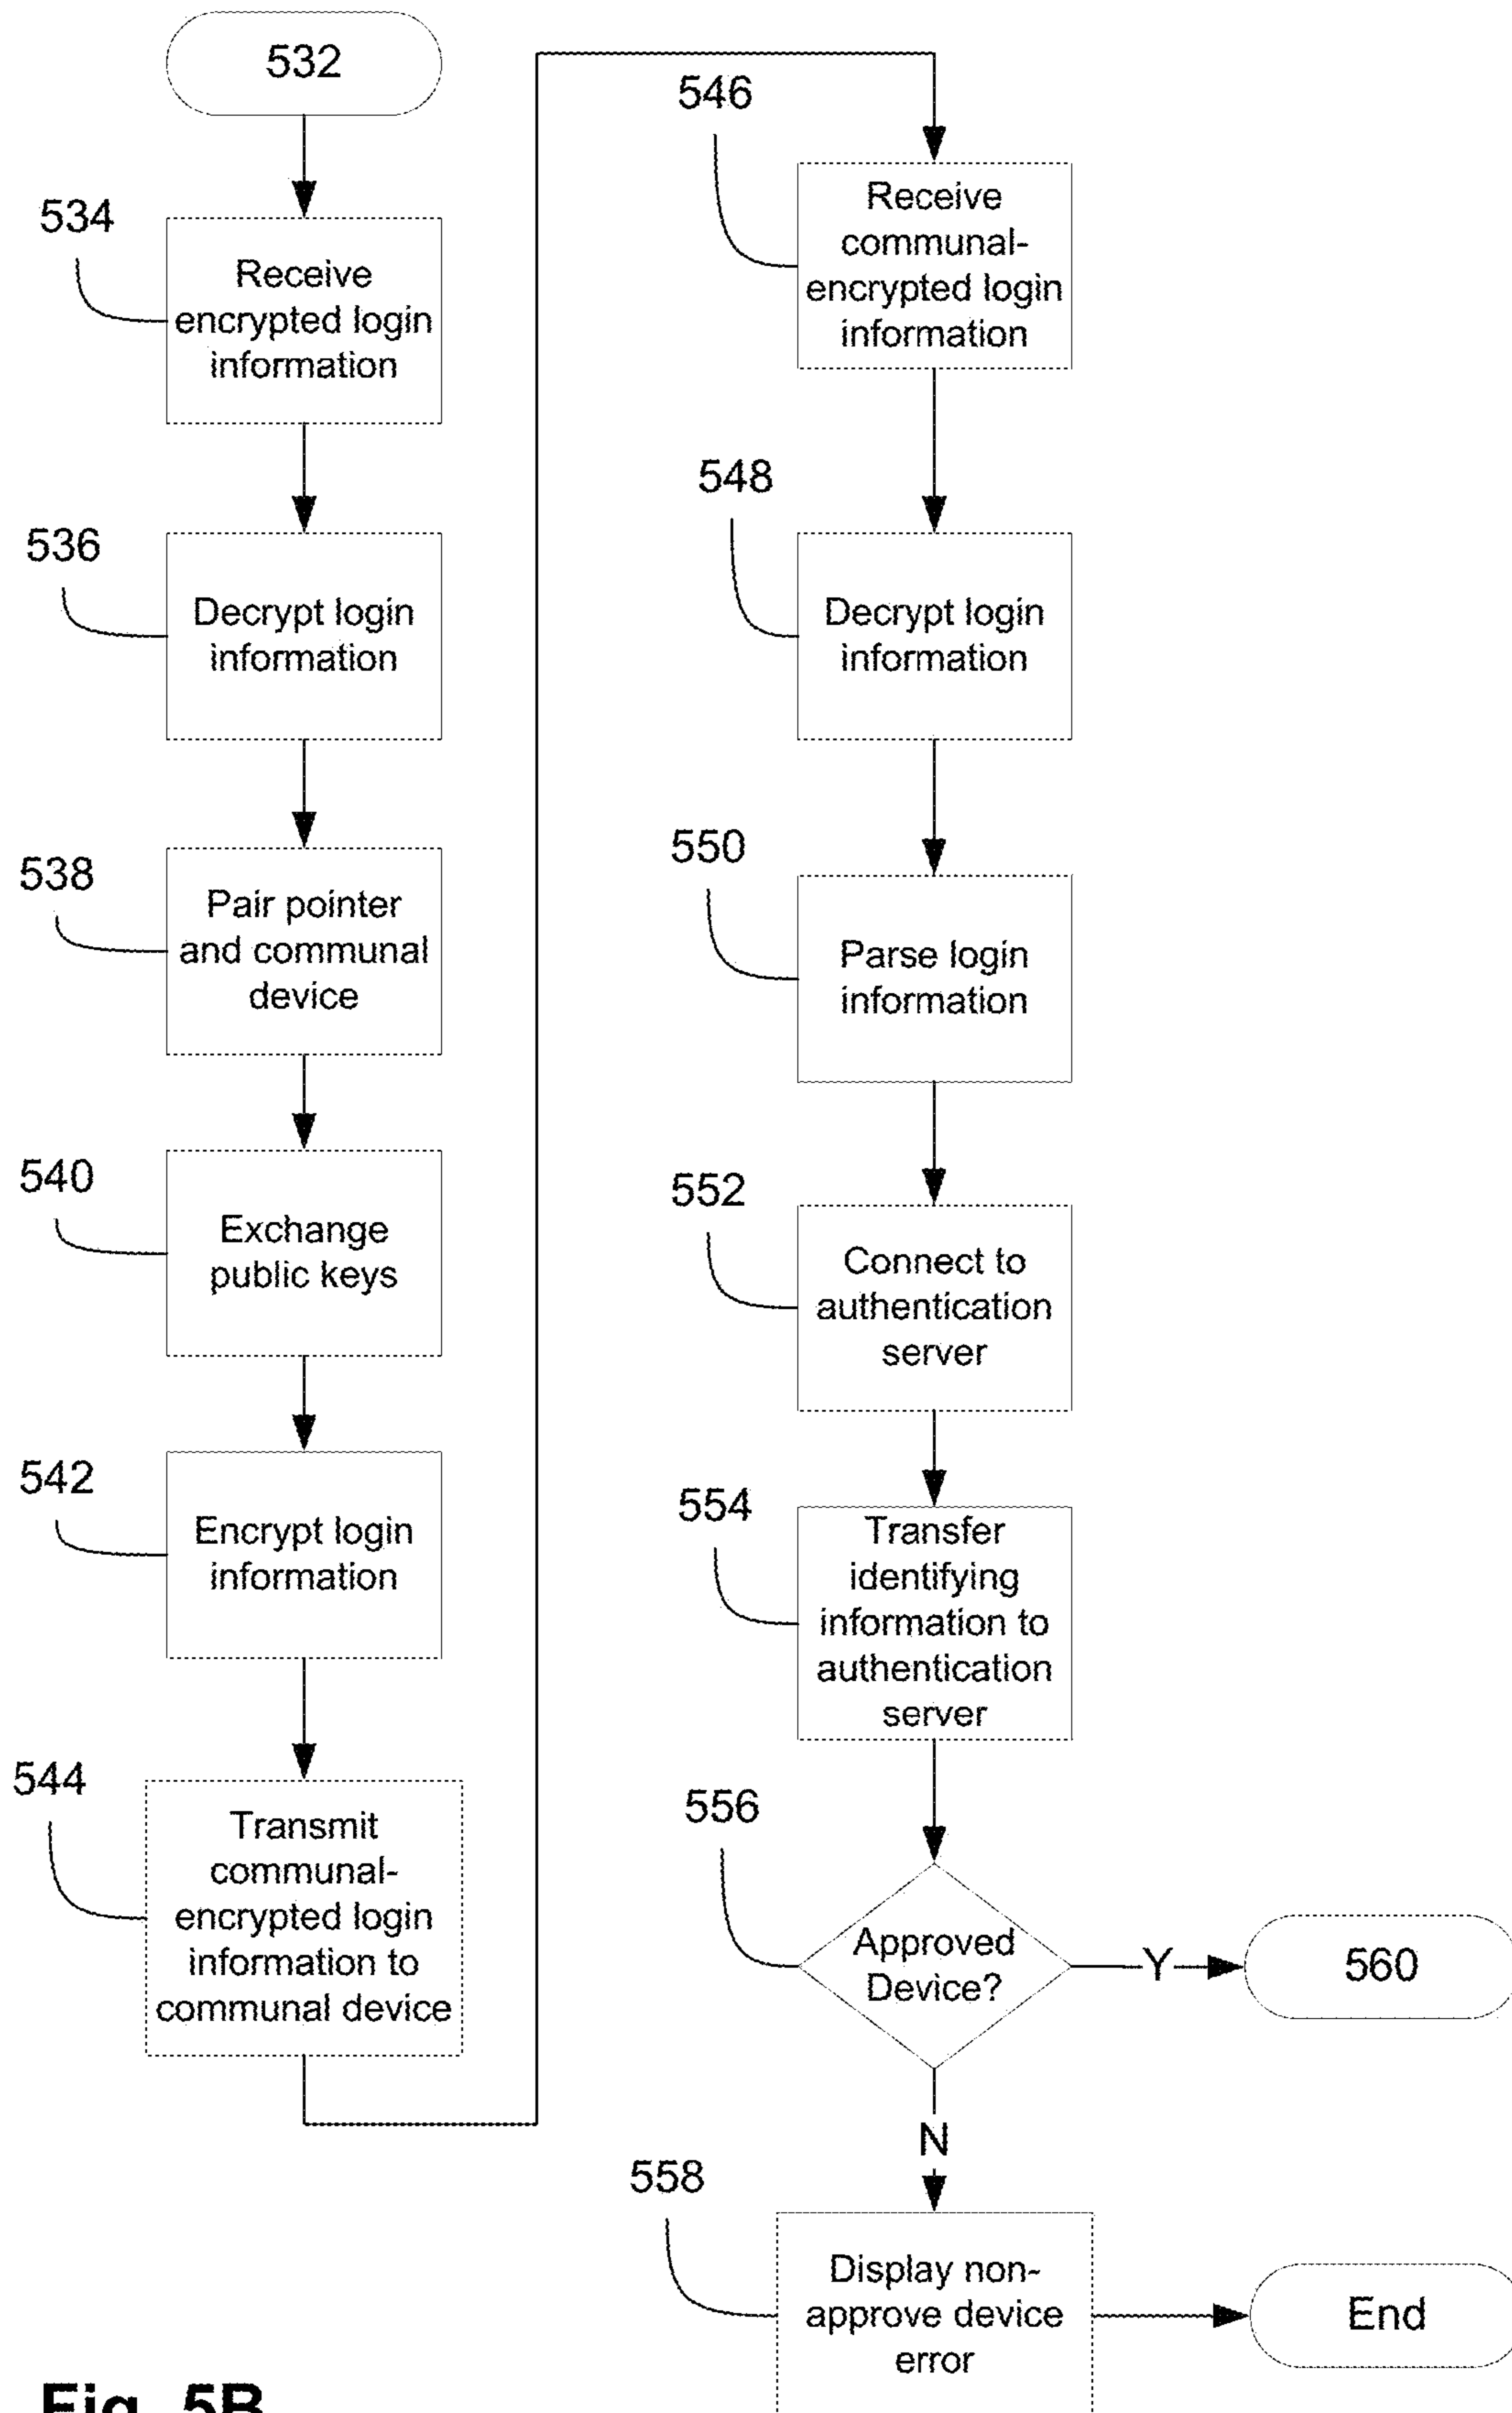 532
534
Receive
encrypted login
information
536
Decrypt login
information
538
Pair pointer
and communal
device
540
Exchange
public keys
542
Encrypt login
information
544
Transmit
communal-
encrypted login
information to
communal device
546
Receive
communal-
encrypted login
information
548
Decrypt login
information
550
Parse login
information
552
Connect to
authentication
server
554
Transfer
identifying
information to
authentication
server
556
Approved
Device?
Y
560
N
558
Display non-
approve device
error
End
Fig. 5B